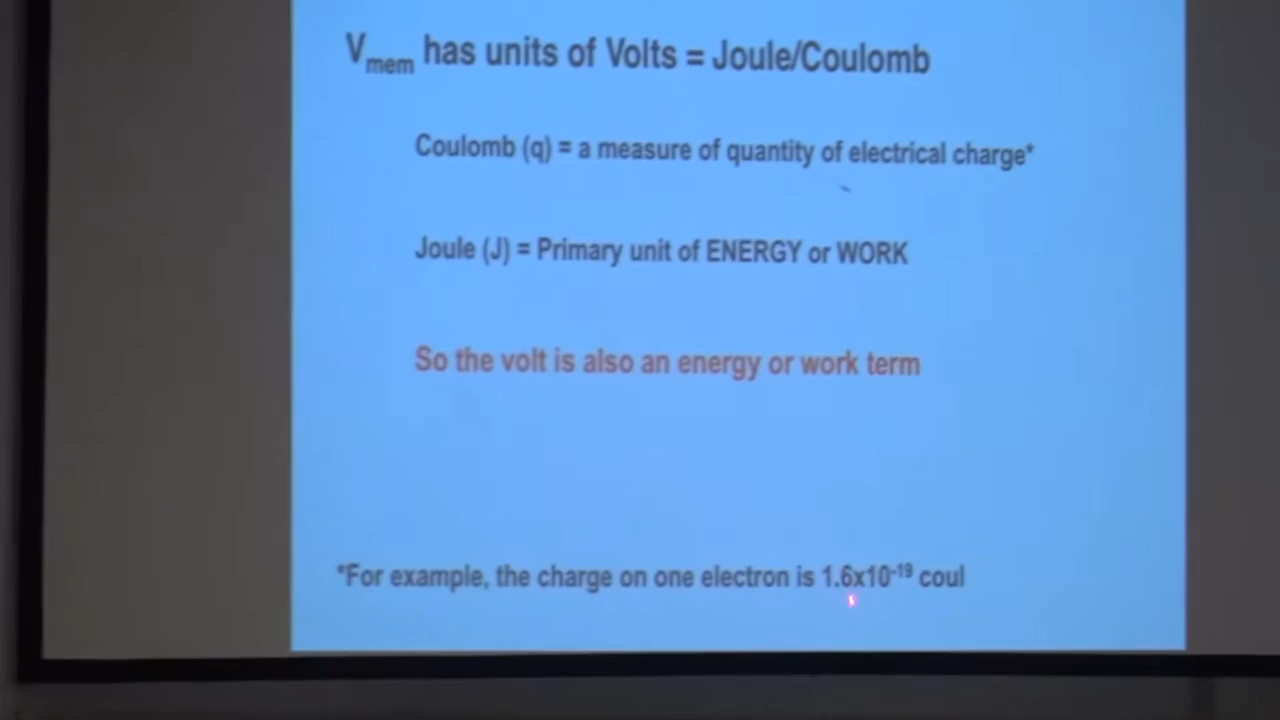 Vmem has units of Volts = Joule/Coulomb
Coulomb (q) = a measure of quantity of electrical charge*
Joule (J) = Primary unit of ENERGY or WORK
So the volt is also an energy or work term
*For example, the charge on one electron is 1.6x10⁻¹⁹ coul